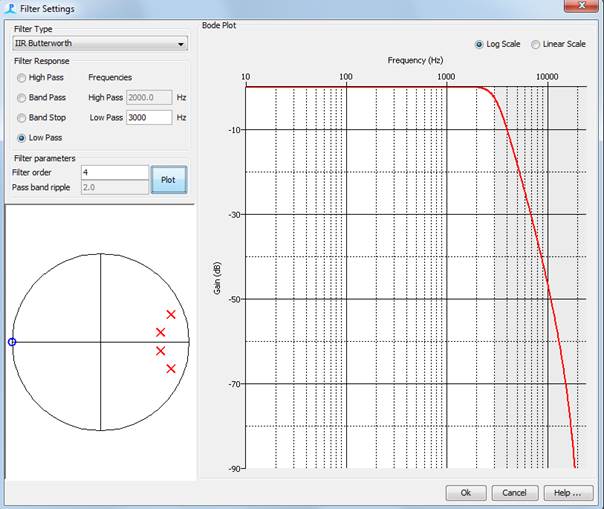 Filter Settings
Filter Type
IIR Butterworth
Filter Response
High Pass
Frequencies
Band Pass
High Pass 2000.0 Hz
Band Stop
Low Pass 3000 Hz
Low Pass
Filter parameters
Filter order 4
Pass band ripple 2.0
Plot
Bode Plot
Log Scale
Linear Scale
Frequency (Hz)
10 100 1000 10000
-10
-30
-50
-70
-90
Gain (dB)
Ok
Cancel
Help ...